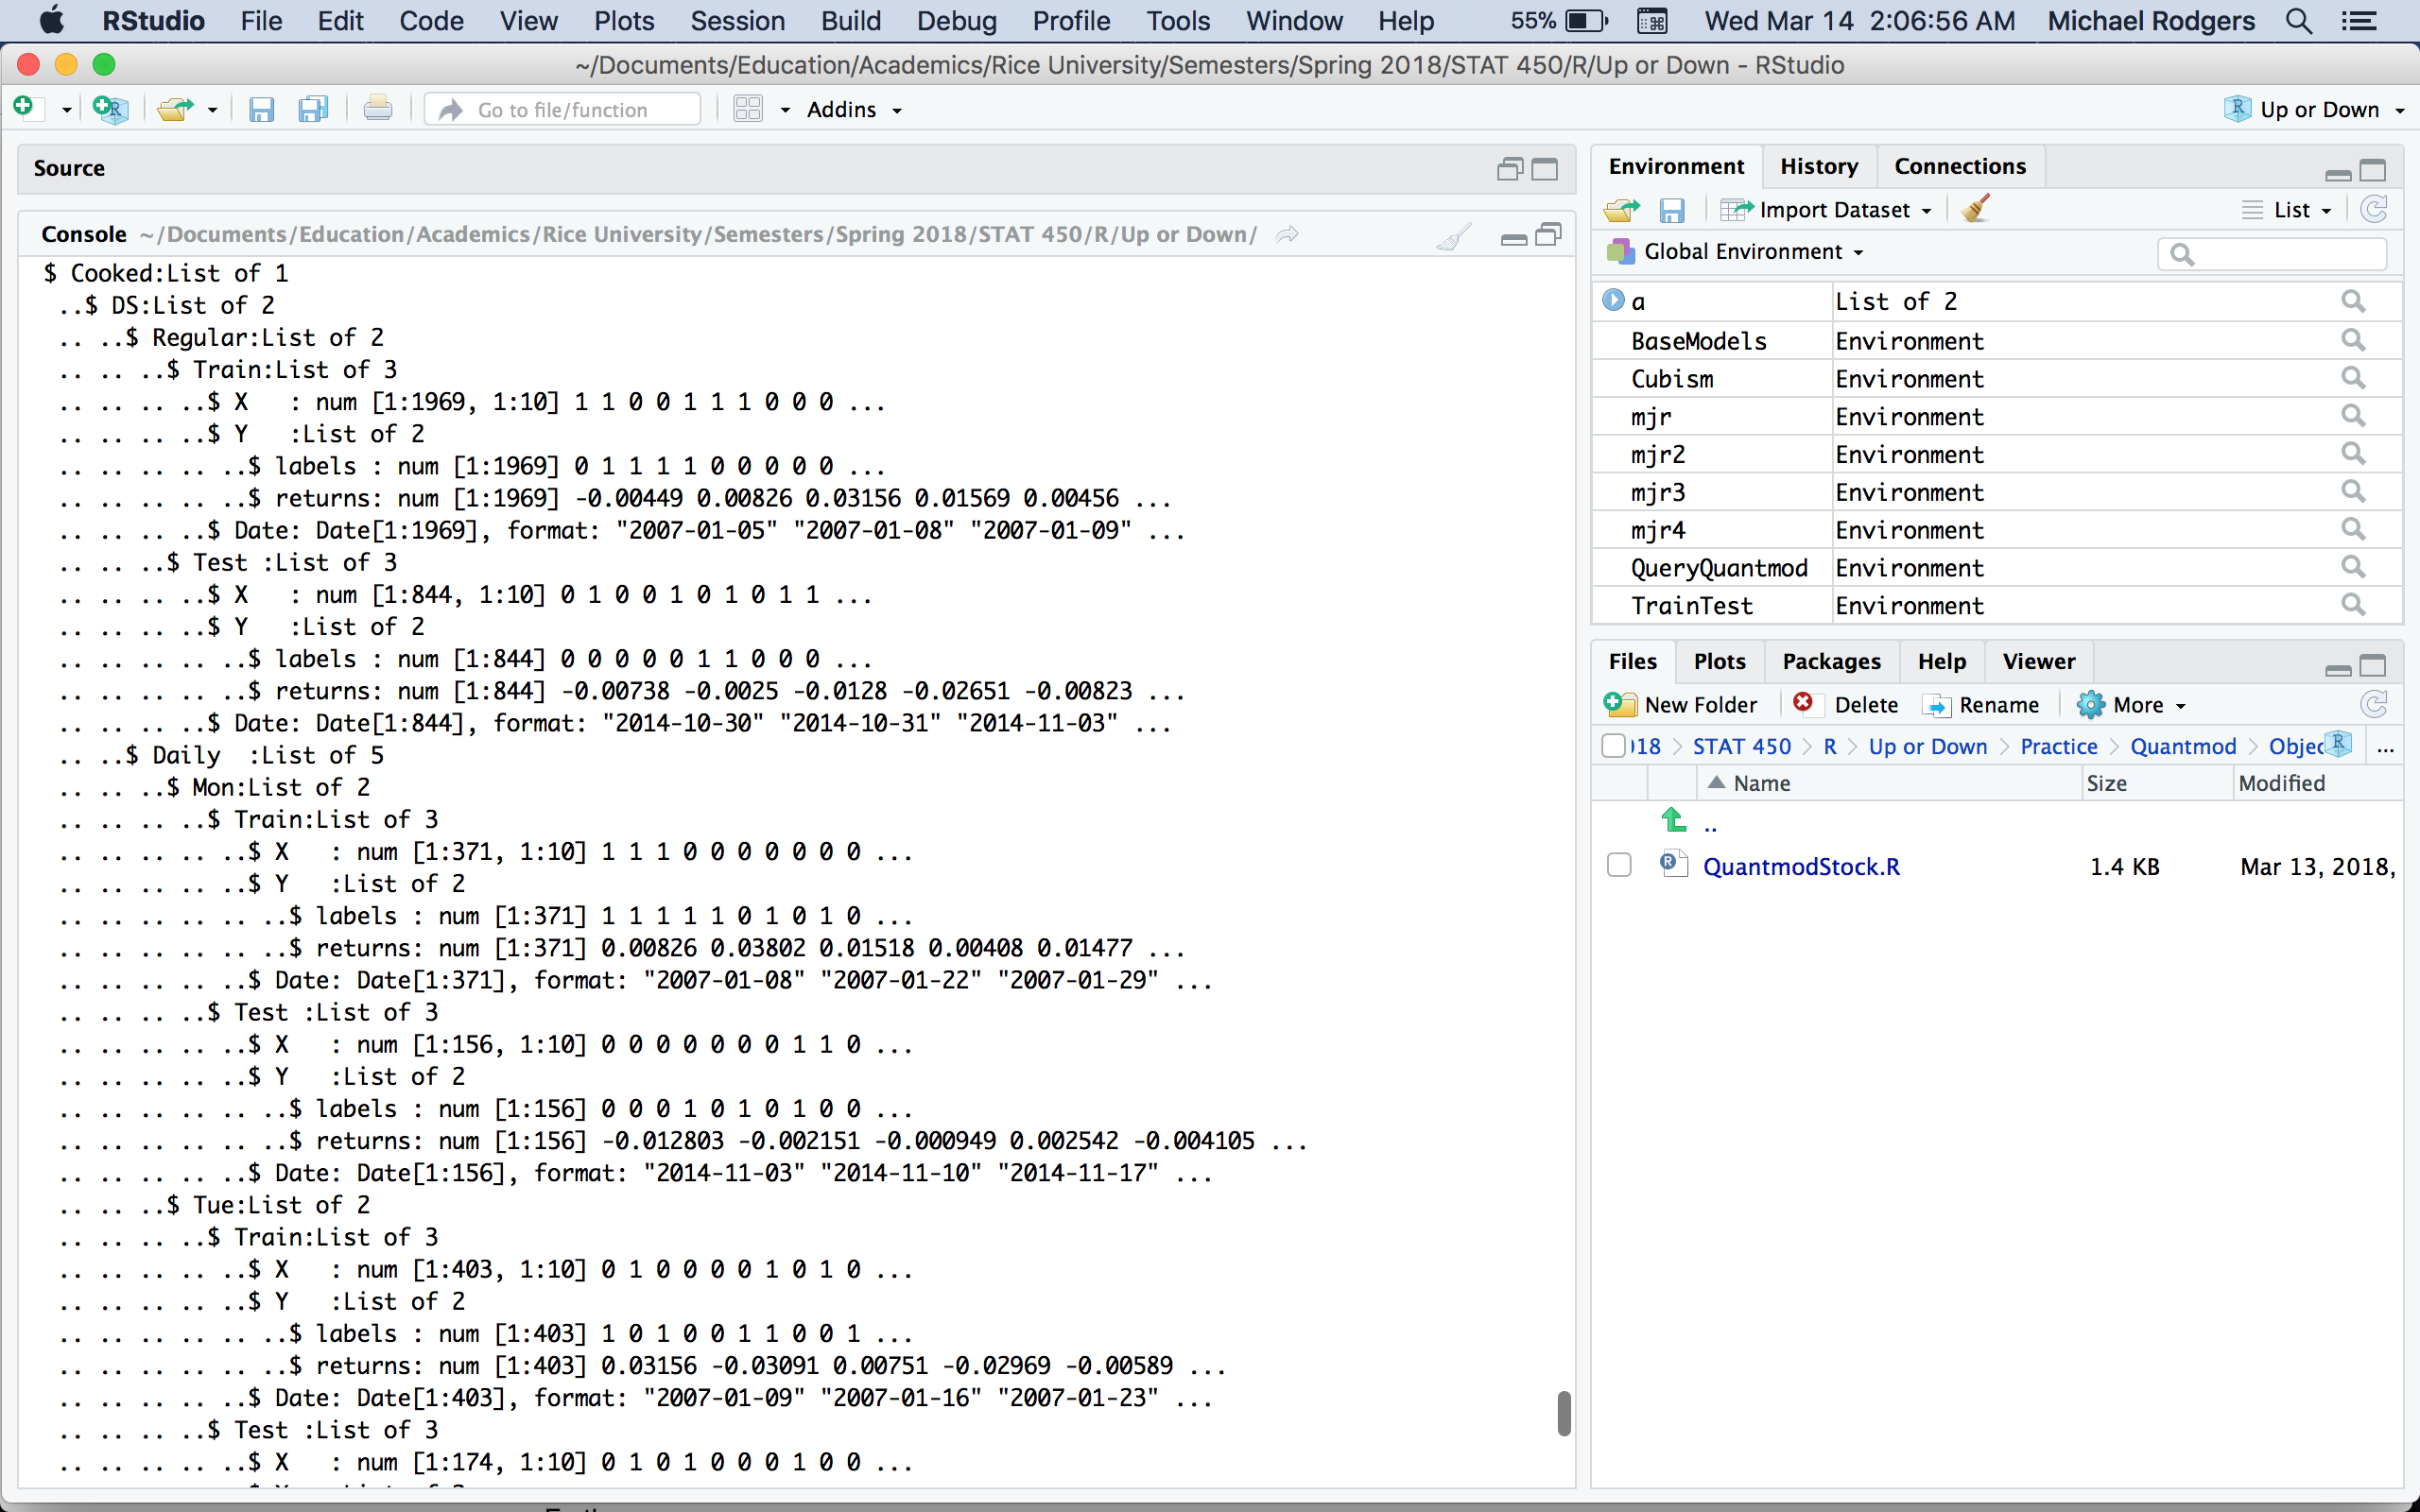 RStudio File Edit Code View Plots Session Build Debug Profile Tools Window Help 55% Wed Mar 14 2:06:56 AM Michael Rodgers
~/Documents/Education/Academics/Rice University/Semesters/Spring 2018/STAT 450/R/Up or Down - RStudio
Go to file/function Addins Up or Down
Source
Console ~/Documents/Education/Academics/Rice University/Semesters/Spring 2018/STAT 450/R/Up or Down/
$ Cooked:List of 1
..$ DS:List of 2
.. ..$ Regular:List of 2
.. .. ..$ Train:List of 3
.. .. .. ..$ X   : num [1:1969, 1:10] 1 1 0 0 1 1 1 0 0 0 ...
.. .. .. ..$ Y   :List of 2
.. .. .. .. ..$ labels : num [1:1969] 0 1 1 1 1 0 0 0 0 0 ...
.. .. .. .. ..$ returns: num [1:1969] -0.00449 0.00826 0.03156 0.01569 0.00456 ...
.. .. .. ..$ Date: Date[1:1969], format: "2007-01-05" "2007-01-08" "2007-01-09" ...
.. .. ..$ Test :List of 3
.. .. .. ..$ X   : num [1:844, 1:10] 0 1 0 0 1 0 1 0 1 1 ...
.. .. .. ..$ Y   :List of 2
.. .. .. .. ..$ labels : num [1:844] 0 0 0 0 0 1 1 0 0 0 ...
.. .. .. .. ..$ returns: num [1:844] -0.00738 -0.0025 -0.0128 -0.02651 -0.00823 ...
.. .. .. ..$ Date: Date[1:844], format: "2014-10-30" "2014-10-31" "2014-11-03" ...
.. ..$ Daily  :List of 5
.. .. ..$ Mon:List of 2
.. .. .. ..$ Train:List of 3
.. .. .. .. ..$ X   : num [1:371, 1:10] 1 1 1 0 0 0 0 0 0 0 ...
.. .. .. .. ..$ Y   :List of 2
.. .. .. .. .. ..$ labels : num [1:371] 1 1 1 1 1 0 1 0 1 0 ...
.. .. .. .. .. ..$ returns: num [1:371] 0.00826 0.03802 0.01518 0.00408 0.01477 ...
.. .. .. .. ..$ Date: Date[1:371], format: "2007-01-08" "2007-01-22" "2007-01-29" ...
.. .. .. ..$ Test :List of 3
.. .. .. .. ..$ X   : num [1:156, 1:10] 0 0 0 0 0 0 0 1 1 0 ...
.. .. .. .. ..$ Y   :List of 2
.. .. .. .. .. ..$ labels : num [1:156] 0 0 0 1 0 1 0 1 0 0 ...
.. .. .. .. .. ..$ returns: num [1:156] -0.012803 -0.002151 -0.000949 0.002542 -0.004105 ...
.. .. .. .. ..$ Date: Date[1:156], format: "2014-11-03" "2014-11-10" "2014-11-17" ...
.. .. ..$ Tue:List of 2
.. .. .. ..$ Train:List of 3
.. .. .. .. ..$ X   : num [1:403, 1:10] 0 1 0 0 0 0 1 0 1 0 ...
.. .. .. .. ..$ Y   :List of 2
.. .. .. .. .. ..$ labels : num [1:403] 1 0 1 0 0 1 1 0 0 1 ...
.. .. .. .. .. ..$ returns: num [1:403] 0.03156 -0.03091 0.00751 -0.02969 -0.00589 ...
.. .. .. .. ..$ Date: Date[1:403], format: "2007-01-09" "2007-01-16" "2007-01-23" ...
.. .. .. ..$ Test :List of 3
.. .. .. .. ..$ X   : num [1:174, 1:10] 0 1 0 1 0 0 0 1 0 0 ...
Environment History Connections
Import Dataset List
Global Environment
a List of 2
BaseModels Environment
Cubism Environment
mjr Environment
mjr2 Environment
mjr3 Environment
mjr4 Environment
QueryQuantmod Environment
TrainTest Environment
Files Plots Packages Help Viewer
New Folder Delete Rename More
18 STAT 450 R Up or Down Practice Quantmod Objec ...
Name Size Modified
..
QuantmodStock.R 1.4 KB Mar 13, 2018,